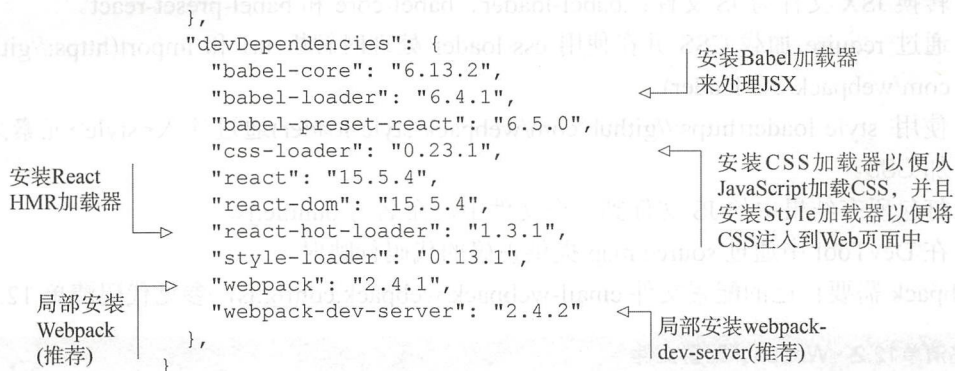 },
"devDependencies": {
"babel-core": "6.13.2",
"babel-loader": "6.4.1",
"babel-preset-react": "6.5.0",
"css-loader": "0.23.1",
"react": "15.5.4",
"react-dom": "15.5.4",
"react-hot-loader": "1.3.1",
"style-loader": "0.13.1",
"webpack": "2.4.1",
"webpack-dev-server": "2.4.2"
},
}
安装Babel加载器
来处理JSX
安装CSS加载器以便从
JavaScript加载CSS，并且
安装Style加载器以便将
CSS注入到Web页面中
安装React
HMR加载器
局部安装
Webpack
(推荐)
局部安装webpack-
dev-server(推荐)